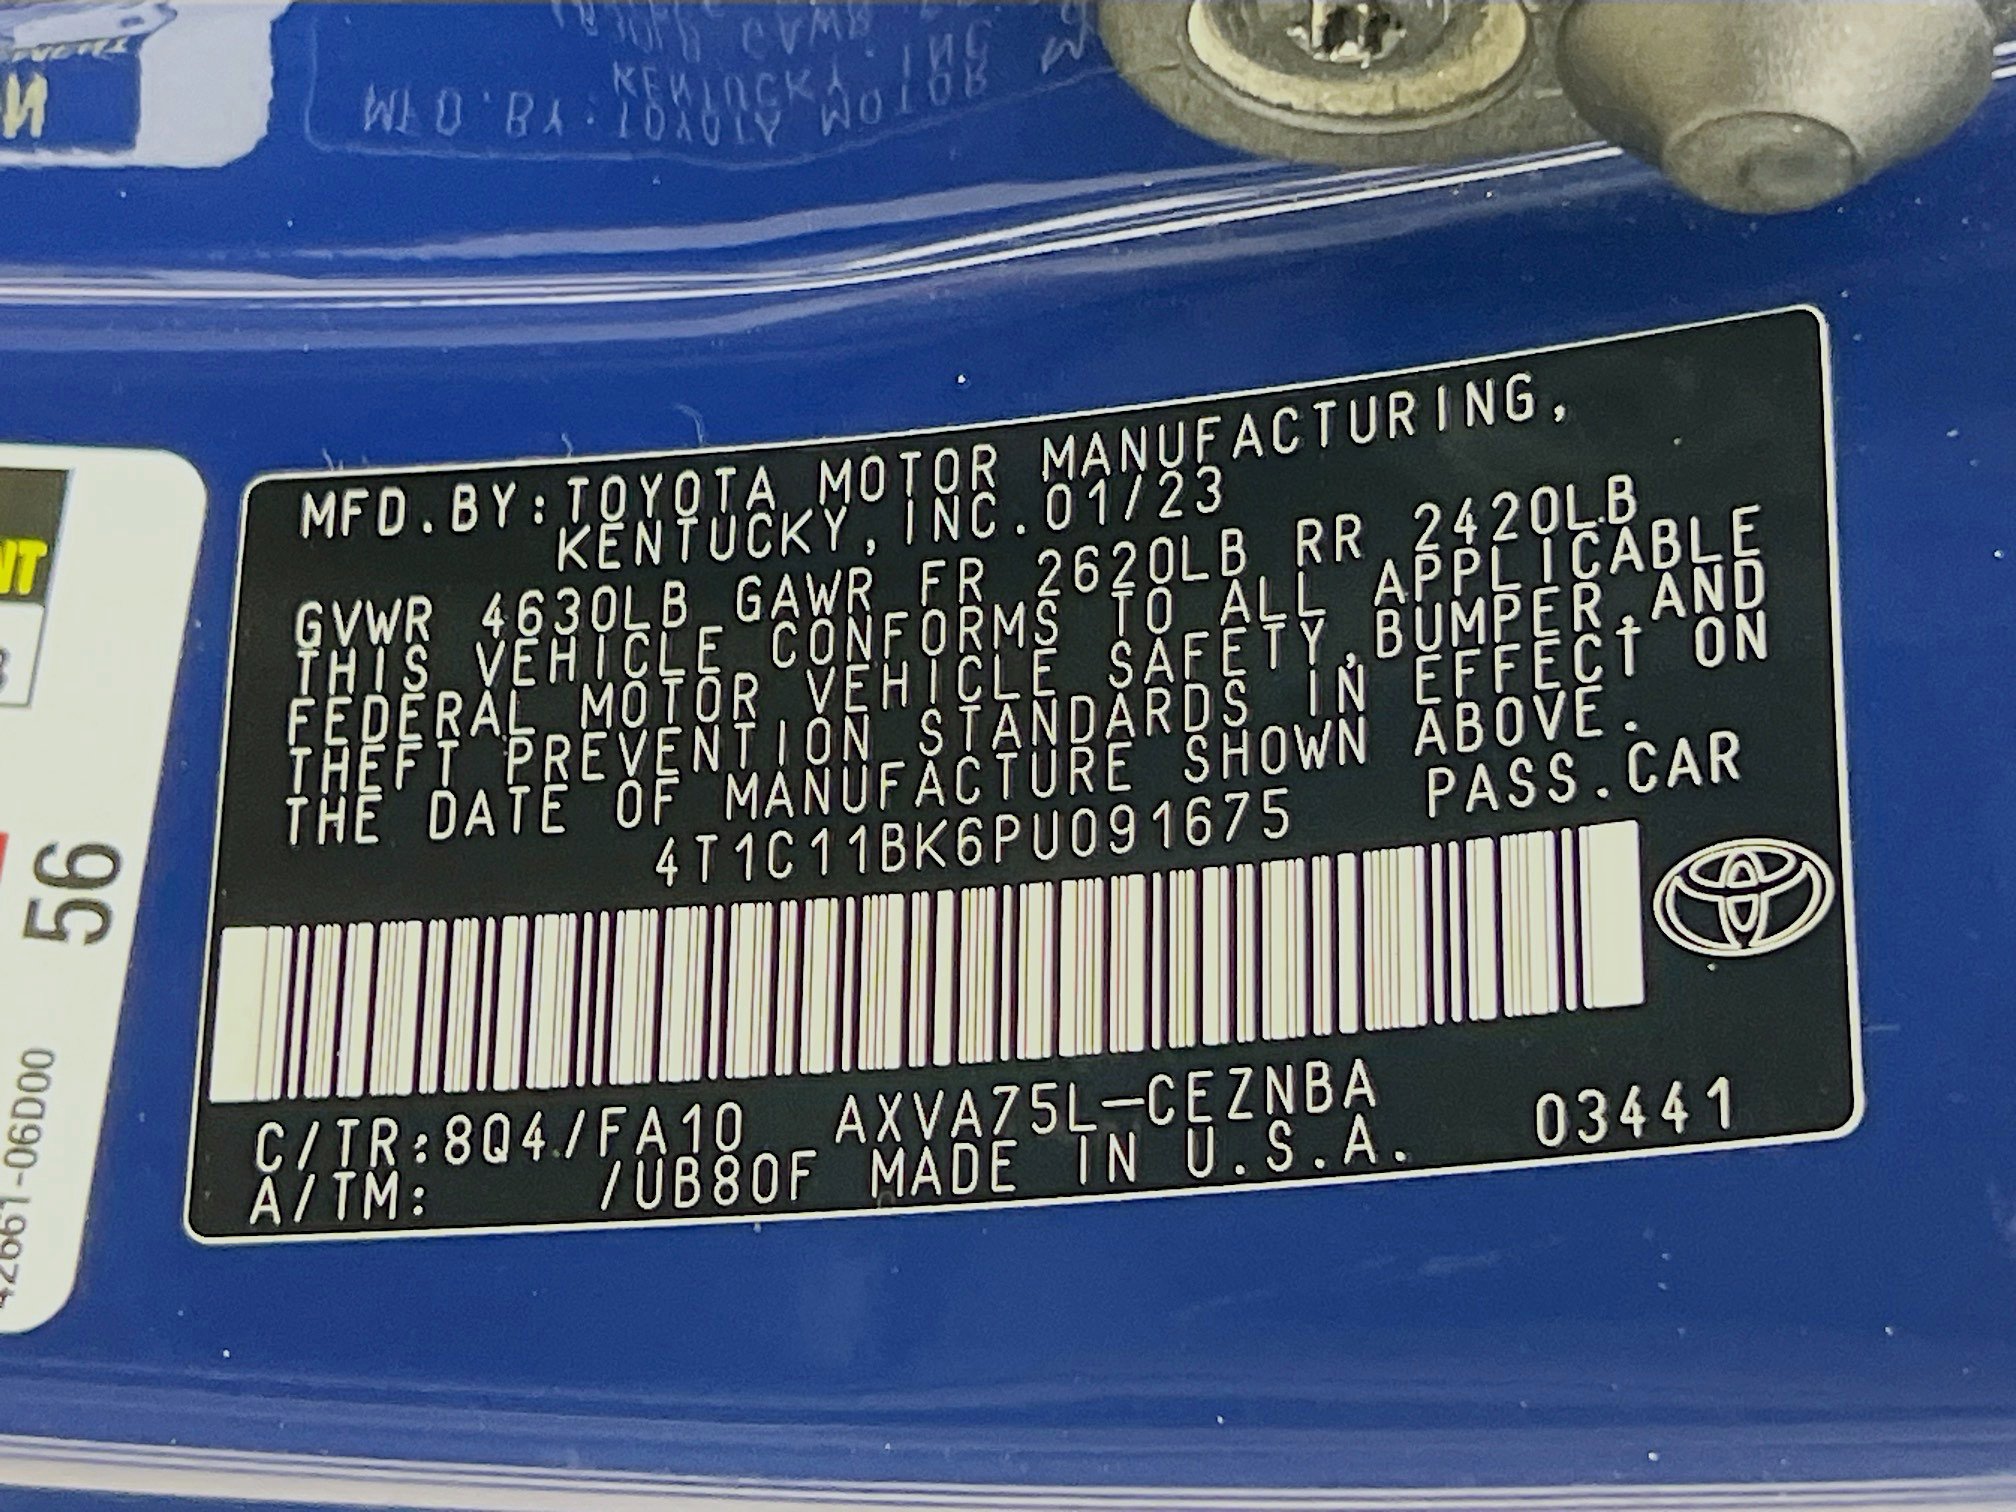 MFD.BY:TOYOTA MOTOR MANUFACTURING,
KENTUCKY, INC. 01/23
GVWR 4630LB GAWR FR 2620LB RR 2420LB
THIS VEHICLE CONFORMS TO ALL APPLICABLE
FEDERAL MOTOR VEHICLE SAFETY,BUMPER,AND
THEFT PREVENTION STANDARDS IN EFFECT ON
THE DATE OF MANUFACTURE SHOWN ABOVE.
4T1C11BK6PU091675 PASS.CAR
C/TR:8Q4/FA10 AXVA75L-CEZNBA
A/TM: /UB80F MADE IN U.S.A. 03441
NT
56
42661-06D00